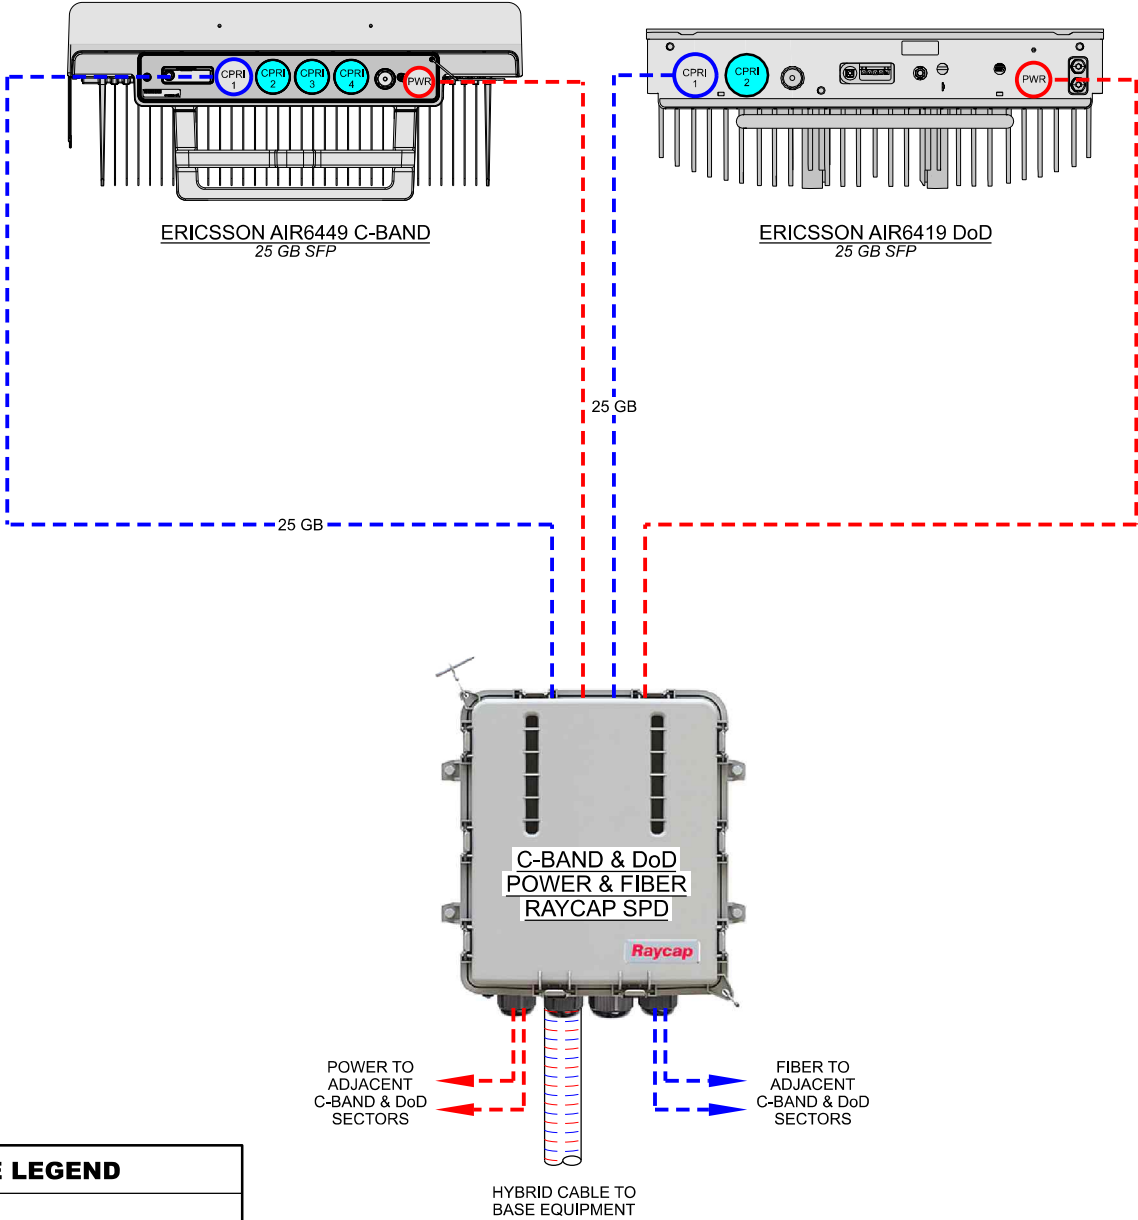 CPRI
1
CPRI
2
CPRI
3
CPRI
4
PWR
CPRI
1
CPRI
2
PWR
ERICSSON AIR6449 C-BAND
25 GB SFP
ERICSSON AIR6419 DoD
25 GB SFP
25 GB
25 GB
C-BAND & DoD
POWER & FIBER
RAYCAP SPD
Raycap
POWER TO
ADJACENT
C-BAND & DoD
SECTORS
FIBER TO
ADJACENT
C-BAND & DoD
SECTORS
E LEGEND
HYBRID CABLE TO
BASE EQUIPMENT